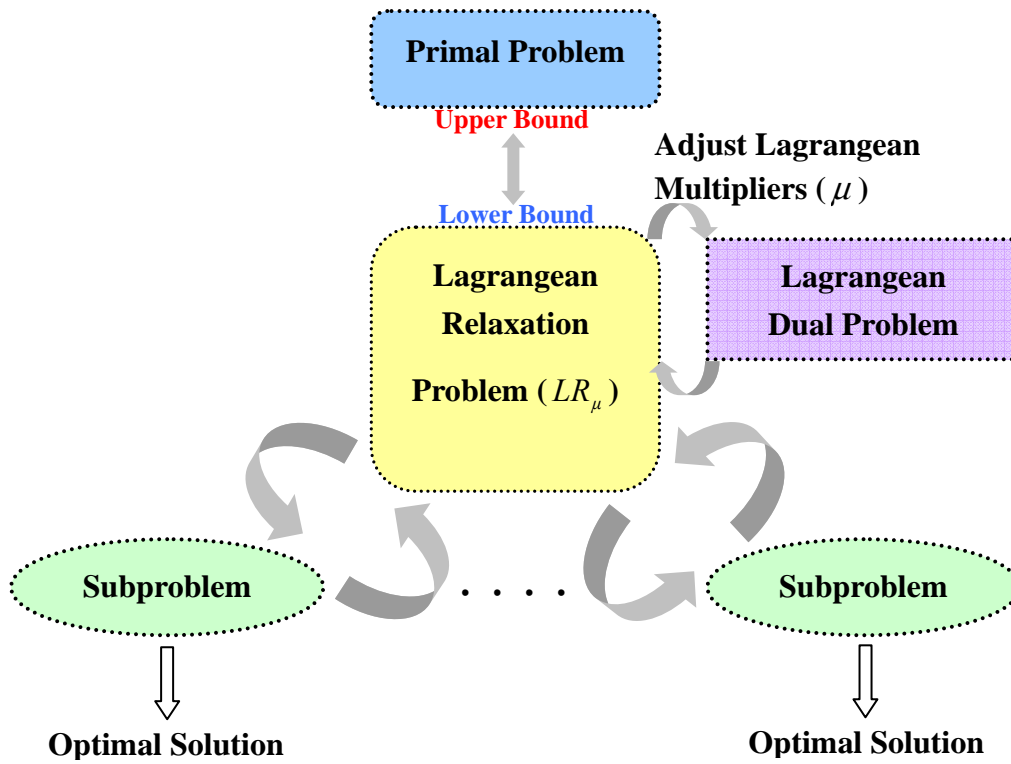 Primal Problem
Upper Bound
Adjust Lagrangean
Multipliers ( μ )
Lower Bound
Lagrangean
Relaxation
Problem ( LR_μ )
Lagrangean
Dual Problem
Subproblem
. . . .
Subproblem
Optimal Solution
Optimal Solution